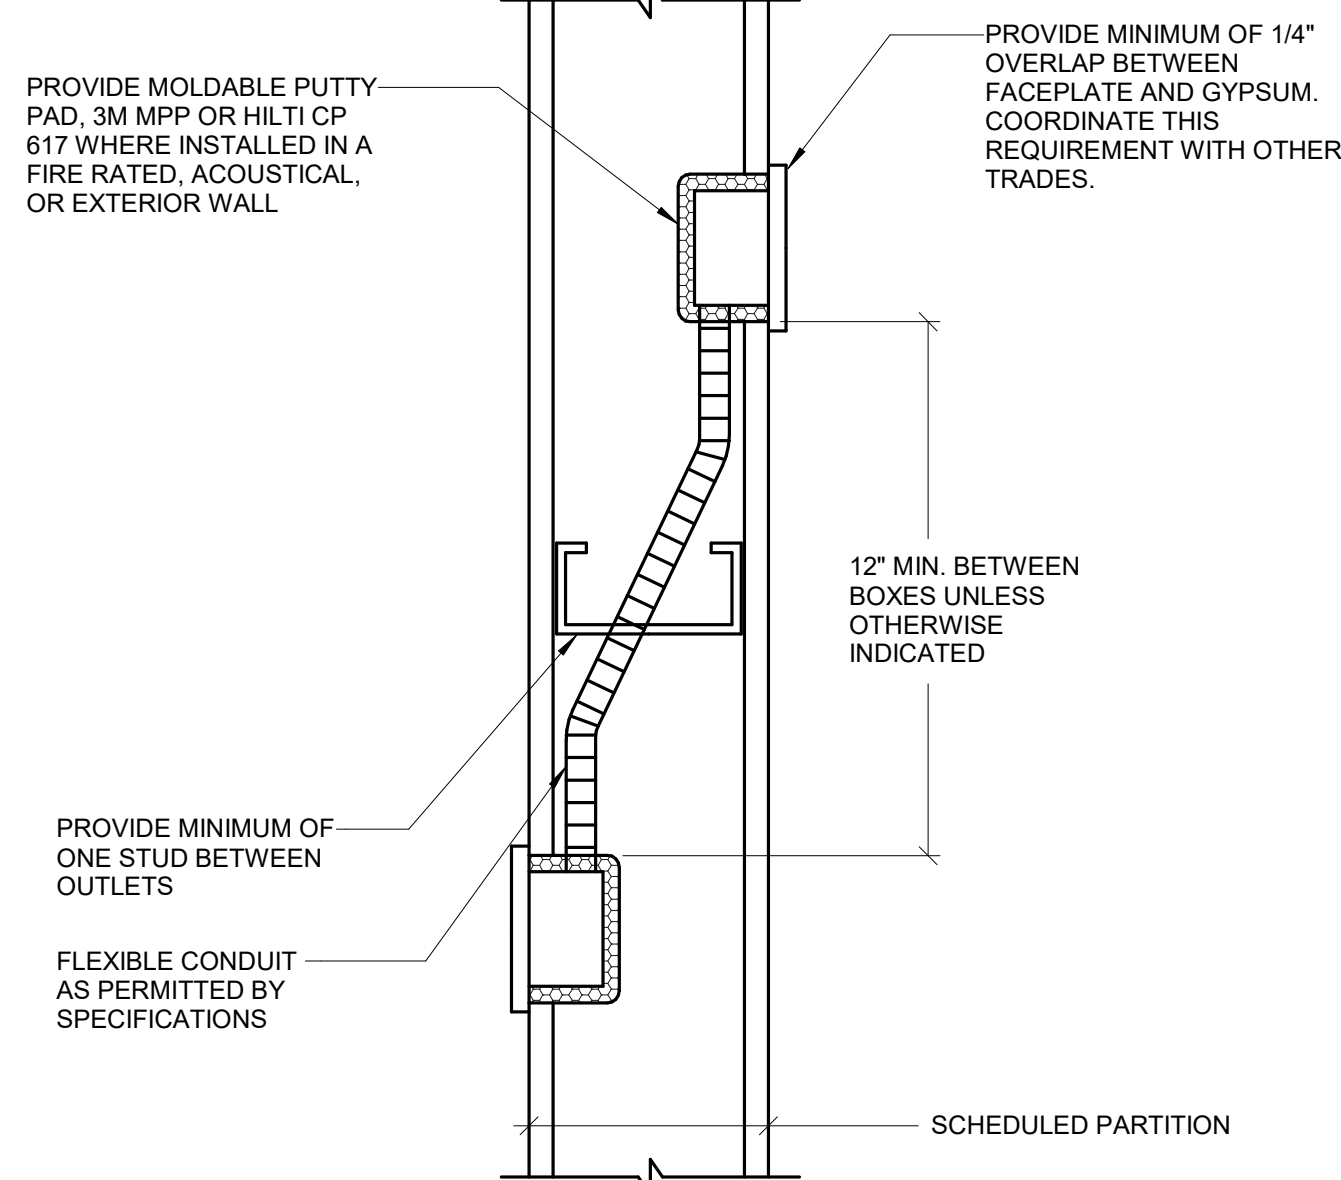 PROVIDE MOLDABLE PUTTY
PAD, 3M MPP OR HILTI CP
617 WHERE INSTALLED IN A
FIRE RATED, ACOUSTICAL,
OR EXTERIOR WALL
PROVIDE MINIMUM OF 1/4"
OVERLAP BETWEEN
FACEPLATE AND GYPSUM.
COORDINATE THIS
REQUIREMENT WITH OTHER
TRADES.
12" MIN. BETWEEN
BOXES UNLESS
OTHERWISE
INDICATED
PROVIDE MINIMUM OF
ONE STUD BETWEEN
OUTLETS
FLEXIBLE CONDUIT
AS PERMITTED BY
SPECIFICATIONS
SCHEDULED PARTITION